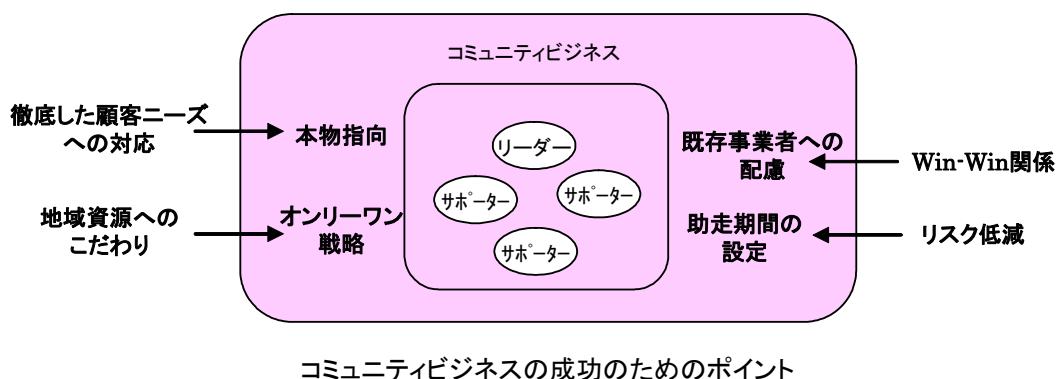 コミュニティビジネス
徹底した顧客ニーズ
への対応
本物指向
リーダー
既存事業者への
配慮
Win-Win関係
サポーター
サポーター
地域資源への
こだわり
オンリーワン
戦略
サポーター
助走期間の
設定
リスク低減
コミュニティビジネスの成功のためのポイント